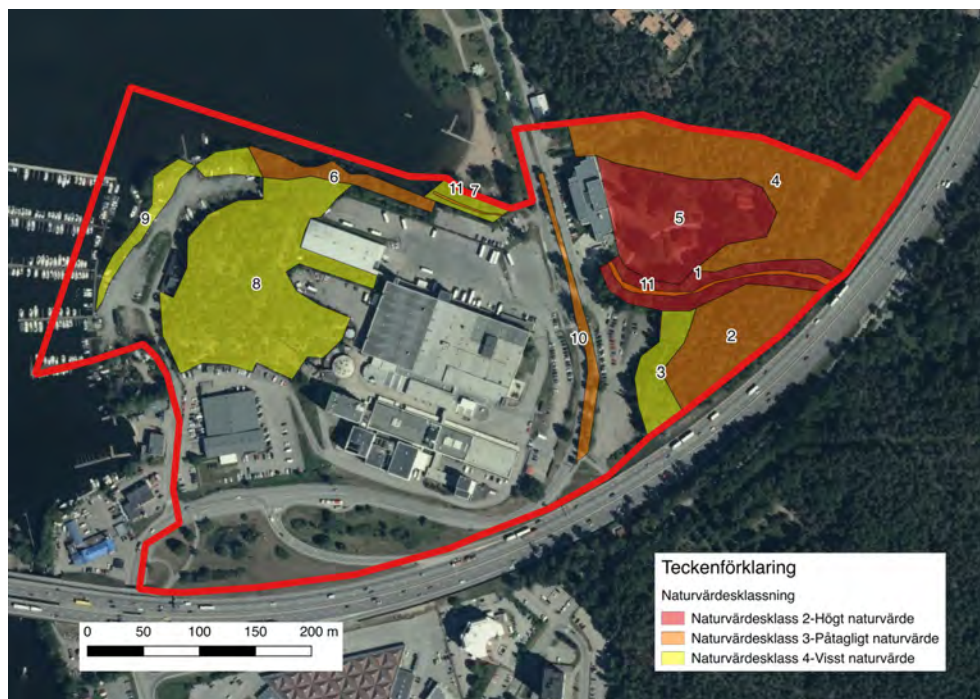 11 7
6
4
9
5
1
11
8
10
2
3
Teckenförklaring
Naturvärdesklassning
Naturvärdesklass 2-Högt naturvärde
Naturvärdesklass 3-Påtagligt naturvärde
Naturvärdesklass 4-Visst naturvärde
0 50 100 150 200 m